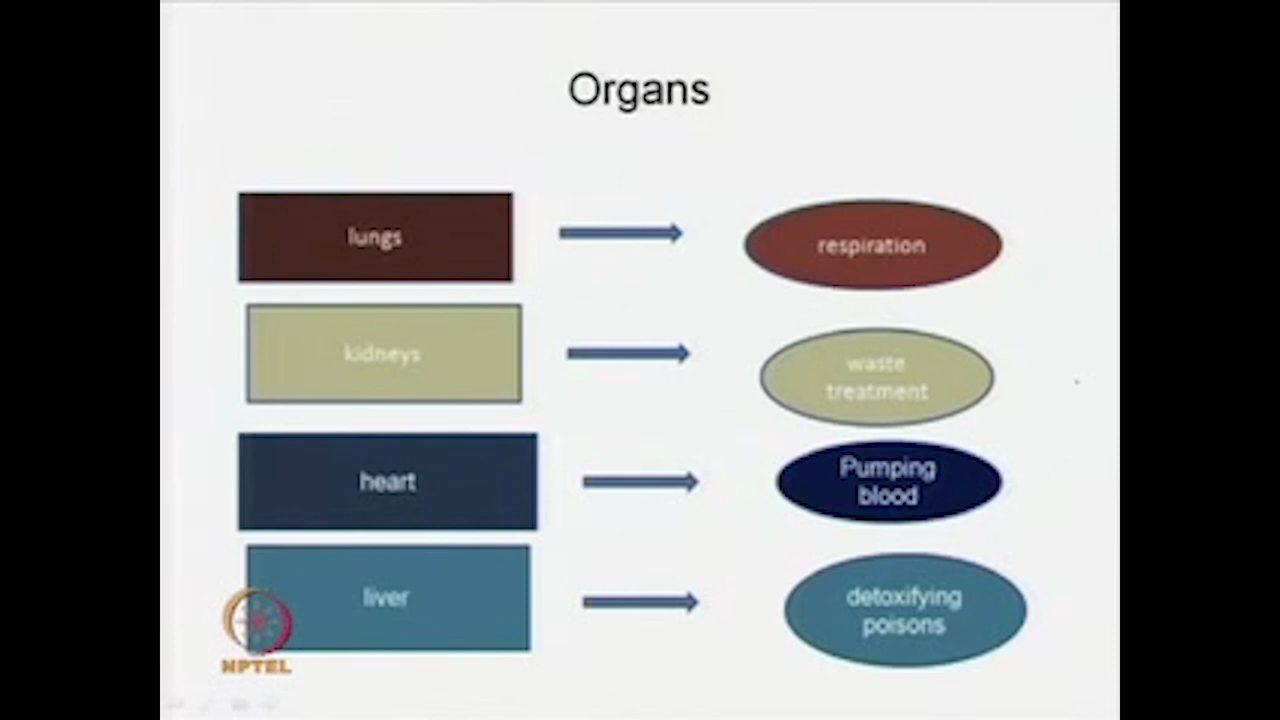 Organs
lungs
respiration
kidneys
waste
treatment
heart
Pumping
blood
liver
detoxifying
poisons
NPTEL